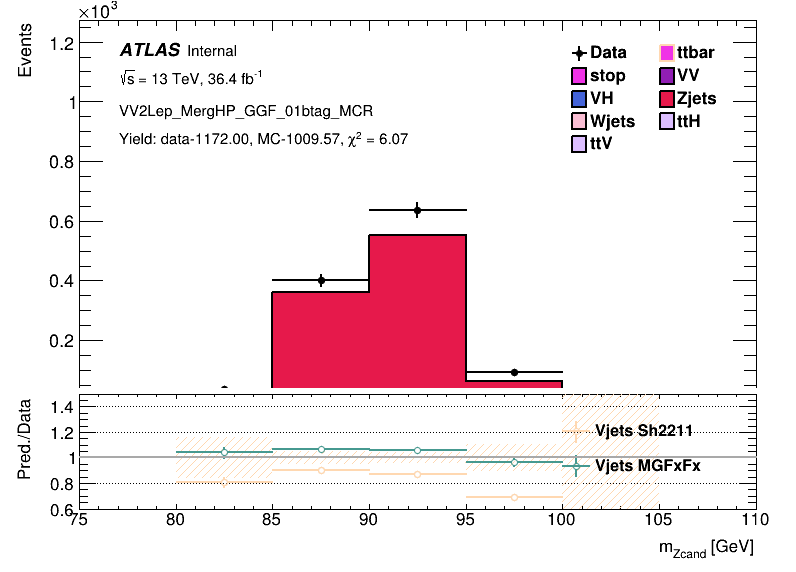 ×10³
Events
1.2
1
0.8
0.6
0.4
0.2
ATLAS Internal
√s = 13 TeV, 36.4 fb⁻¹
VV2Lep_MergHP_GGF_01btag_MCR
Yield: data-1172.00, MC-1009.57, χ² = 6.07
Data
ttbar
stop
VV
VH
Zjets
Wjets
ttH
ttV
Pred./Data
1.4
1.2
1
0.8
0.6
Vjets Sh2211
Vjets MGFxFx
75 80 85 90 95 100 105 110
m_Zcand [GeV]